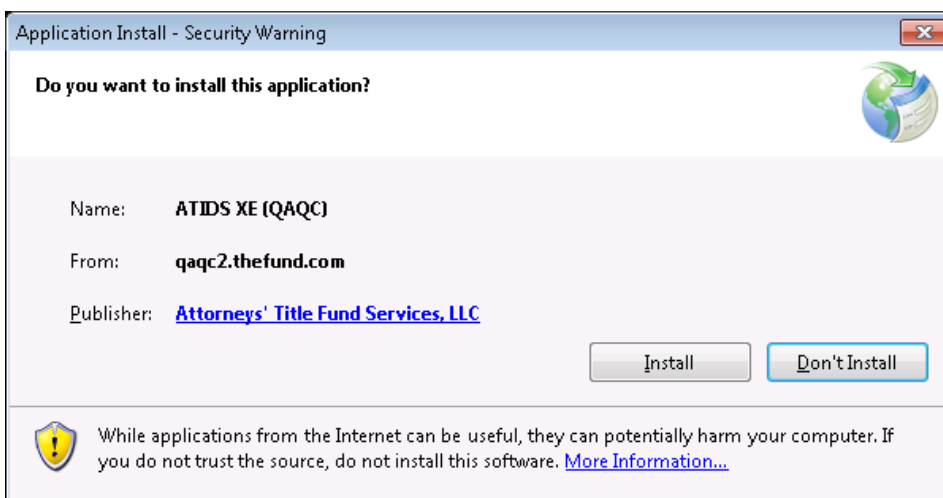 Application Install - Security Warning
Do you want to install this application?
Name: ATIDS XE (QAQC)
From: qaqc2.thefund.com
Publisher: Attorneys' Title Fund Services, LLC
Install Don't Install
While applications from the Internet can be useful, they can potentially harm your computer. If
you do not trust the source, do not install this software. More Information...